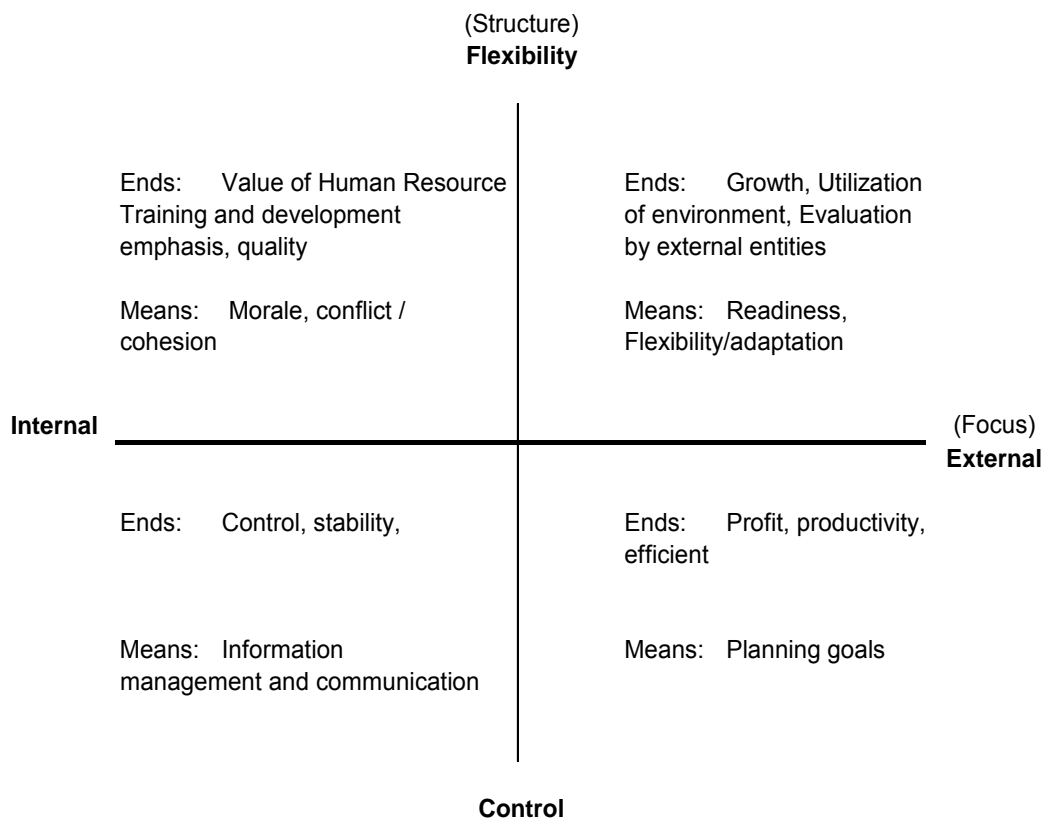 (Structure)
Flexibility
Ends: Value of Human Resource
Training and development
emphasis, quality
Means: Morale, conflict /
cohesion
Ends: Growth, Utilization
of environment, Evaluation
by external entities
Means: Readiness,
Flexibility/adaptation
Internal
(Focus)
External
Ends: Control, stability,
Means: Information
management and communication
Ends: Profit, productivity,
efficient
Means: Planning goals
Control